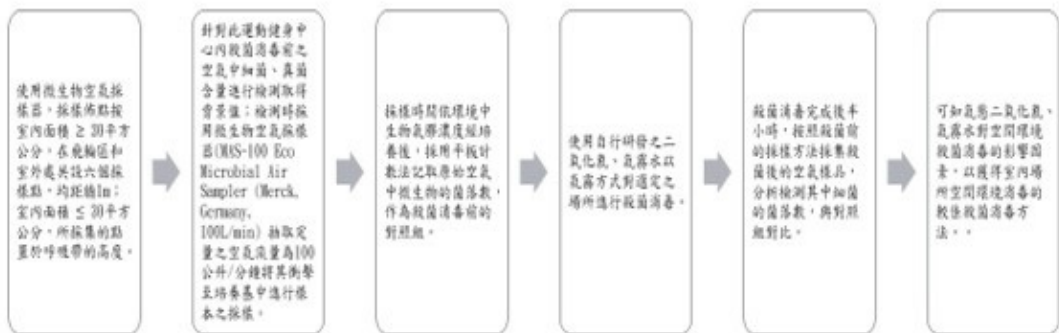 使用微生物空氣採
樣器，採樣佈點按
室內面積 ≥ 30平方
公分，在飛輪區和
室外處共設六個採
樣點，均距牆1m；
室內面積 ≤ 30平方
公分，所採集的點
置於呼吸帶的高度。
針對此運動健身中
心內殺菌消毒前之
空氣中細菌、真菌
含量進行檢測取得
背景值；檢測時採
用微生物空氣採樣
器(MAS-100 Eco
Microbial Air
Sampler (Merck,
Germany,
100L/min) 抽取定
量之空氣流量為100
公升/分鐘將其衝擊
至培養基中進行樣
本之採樣。
採樣時間依環境中
生物氣膠濃度經培
養後，採用平板計
數法記取原始空氣
中微生物的菌落數，
作為殺菌消毒前的
對照組。
使用自行研發之二
氧化氯、氯霧水以
氣霧方式對選定之
場所進行殺菌消毒。
殺菌消毒完成後半
小時，按照殺菌前
的採樣方法採集殺
菌後的空氣樣品，
分析檢測其中細菌
的菌落數，與對照
組對比。
可知氣態二氧化氯、
氯霧水對空間環境
殺菌消毒的影響因
素，以獲得室內場
所空間環境消毒的
較佳殺菌消毒方
法。.